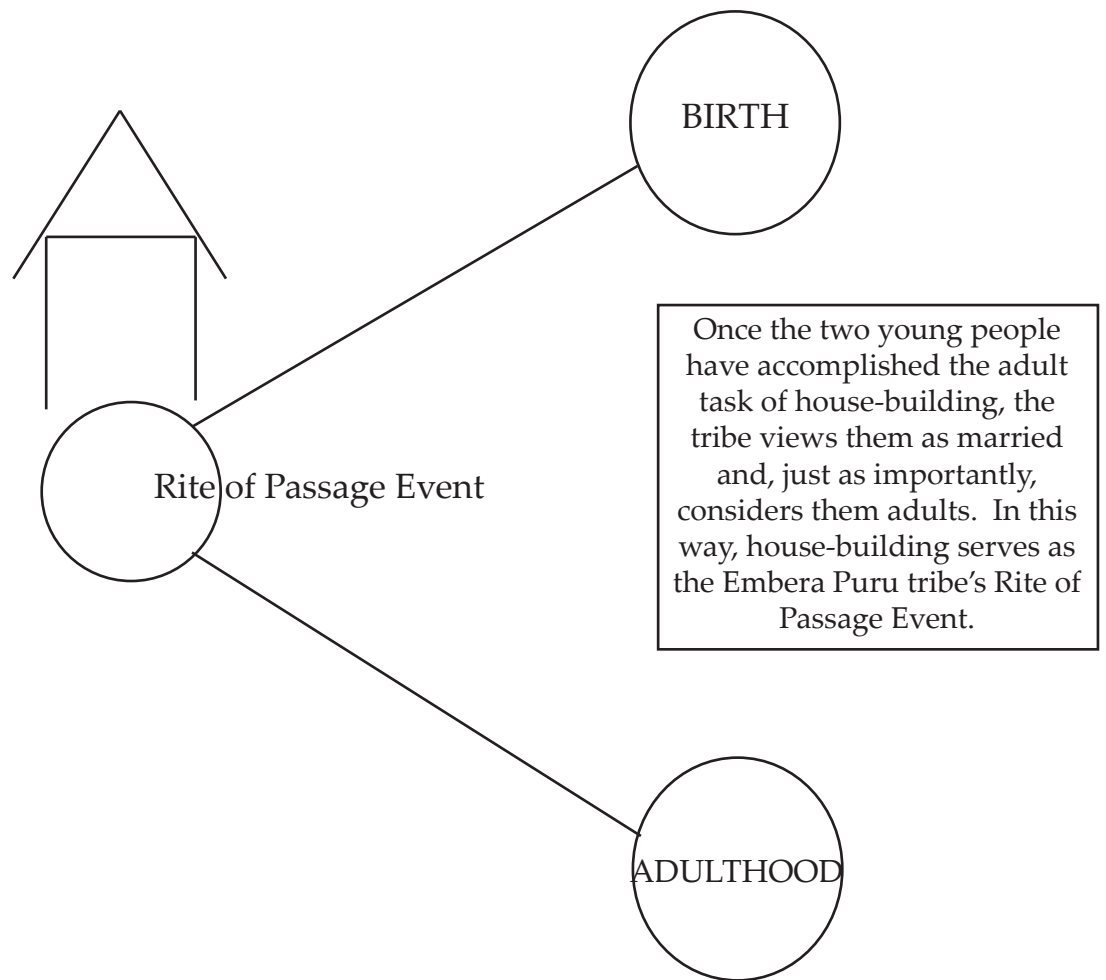 BIRTH
Once the two young people
have accomplished the adult
task of house-building, the
tribe views them as married
and, just as importantly,
considers them adults.  In this
way, house-building serves as
the Embera Puru tribe's Rite of
Passage Event.
Rite of Passage Event
ADULTHOOD